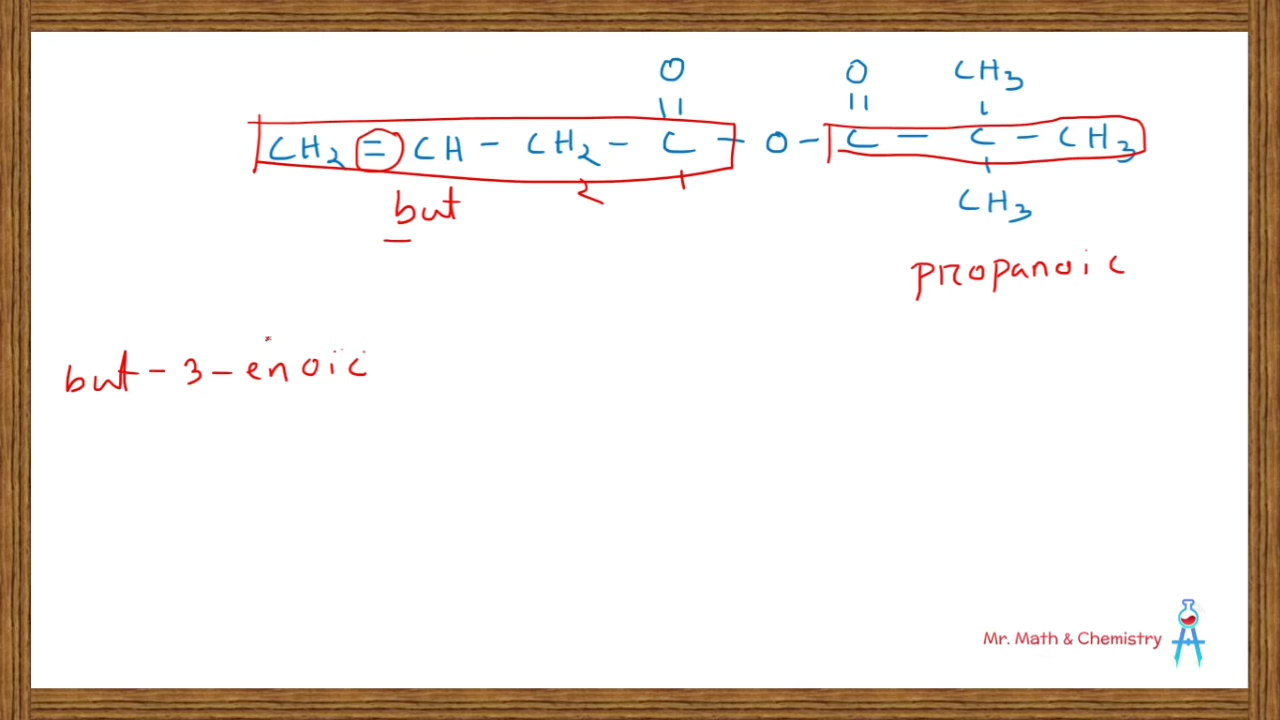 O O CH3
CH2 = CH - CH2 - C - O - C - C - CH3
2 1
but CH3
propanoic
but-3-enoic
Mr. Math & Chemistry